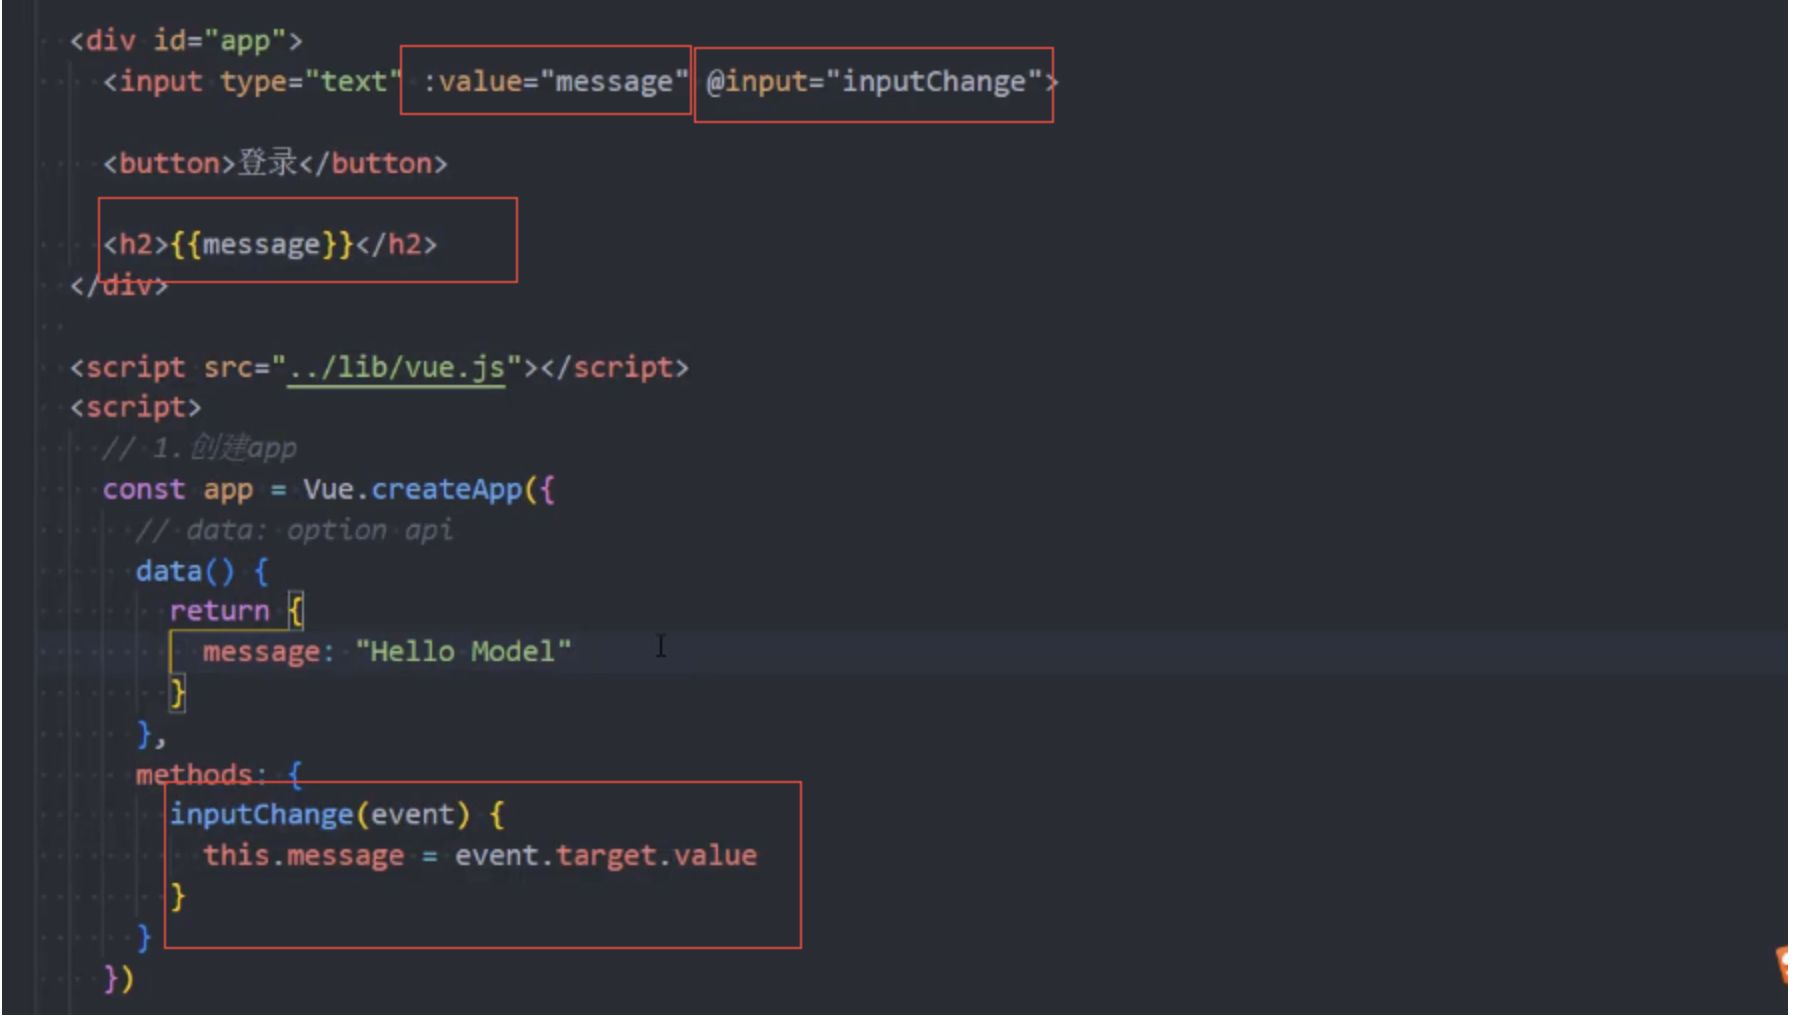 <div id="app">
<input type="text" :value="message" @input="inputChange">
<button>登录</button>
<h2>{{message}}</h2>
</div>
<script src="../lib/vue.js"></script>
<script>
// 1.创建app
const app = Vue.createApp({
// data: option api
data() {
return {
message: "Hello Model"
}
},
methods: {
inputChange(event) {
this.message = event.target.value
}
}
})